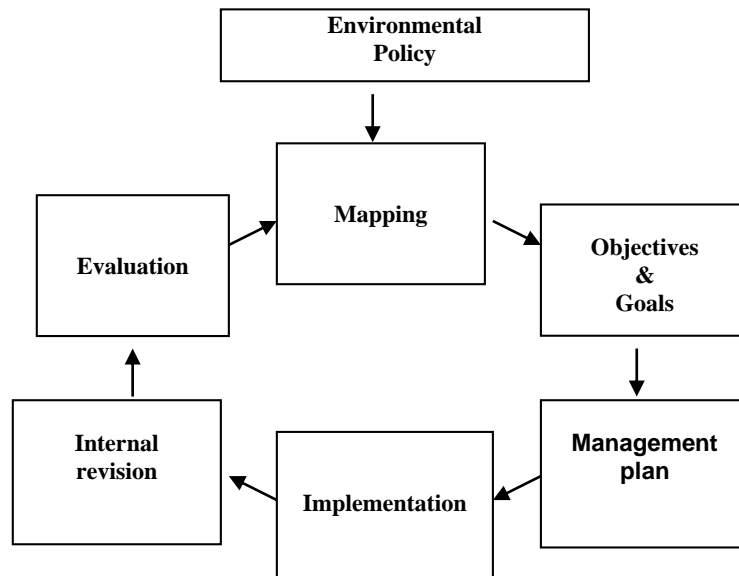 Environmental
Policy
Mapping
Evaluation
Objectives
&
Goals
Internal
revision
Implementation
Management
plan